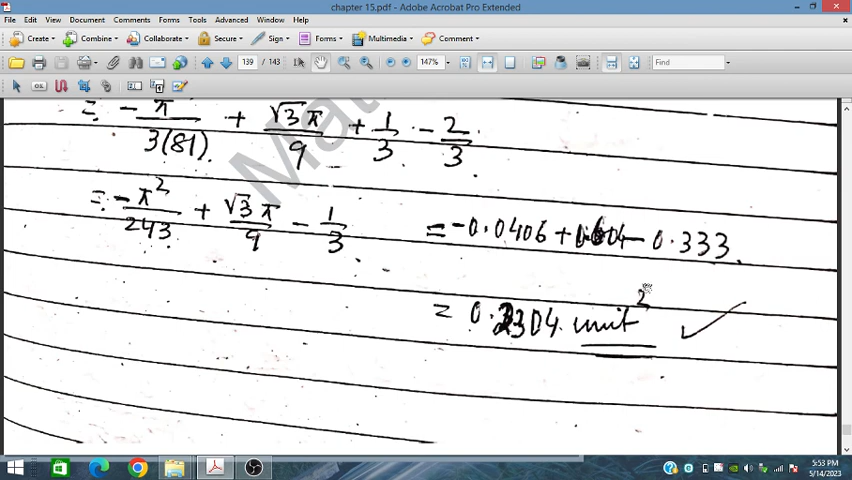 chapter 15.pdf - Adobe Acrobat Pro Extended
File Edit View Document Comments Forms Tools Advanced Window Help
Create Combine Collaborate Secure Sign Forms Multimedia Comment
139 / 143 147% Find
= - π / 3(81) + √3 π / 9 + 1/3 - 2/3
= - π² / 243 + √3 π / 9 - 1/3 = -0.0406 + 0.604 - 0.333
= 0.2304 unit²
5:53 PM
5/14/2023